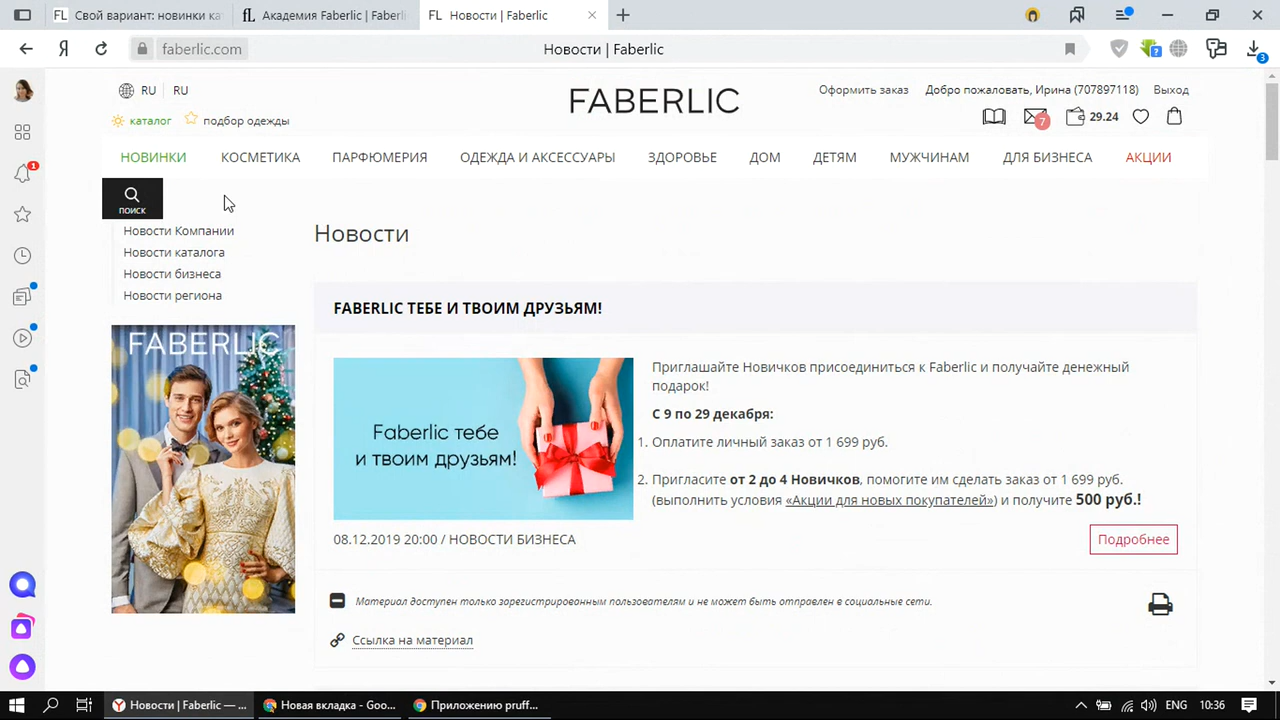 FL Свой вариант: новинки ка
fL Академия Faberlic | Faberli
FL Новости | Faberlic
Я faberlic.com Новости | Faberlic
3
RU RU
FABERLIC
Оформить заказ Добро пожаловать, Ирина (707897118) Выход
каталог подбор одежды
7 29.24
1
НОВИНКИ КОСМЕТИКА ПАРФЮМЕРИЯ ОДЕЖДА И АКСЕССУАРЫ ЗДОРОВЬЕ ДОМ ДЕТЯМ МУЖЧИНАМ ДЛЯ БИЗНЕСА АКЦИИ
ПОИСК
Новости Компании
Новости каталога
Новости бизнеса
Новости региона
FABERLIC
Новости
FABERLIC ТЕБЕ И ТВОИМ ДРУЗЬЯМ!
Faberlic тебе
и твоим друзьям!
Приглашайте Новичков присоединиться к Faberlic и получайте денежный
подарок!
С 9 по 29 декабря:
1. Оплатите личный заказ от 1 699 руб.
2. Пригласите от 2 до 4 Новичков, помогите им сделать заказ от 1 699 руб.
(выполнить условия «Акции для новых покупателей») и получите 500 руб.!
08.12.2019 20:00 / НОВОСТИ БИЗНЕСА
Подробнее
Материал доступен только зарегистрированным пользователям и не может быть отправлен в социальные сети.
Ссылка на материал
Новости | Faberlic — ... Новая вкладка - Goo... Приложению pruff... ENG 10:36